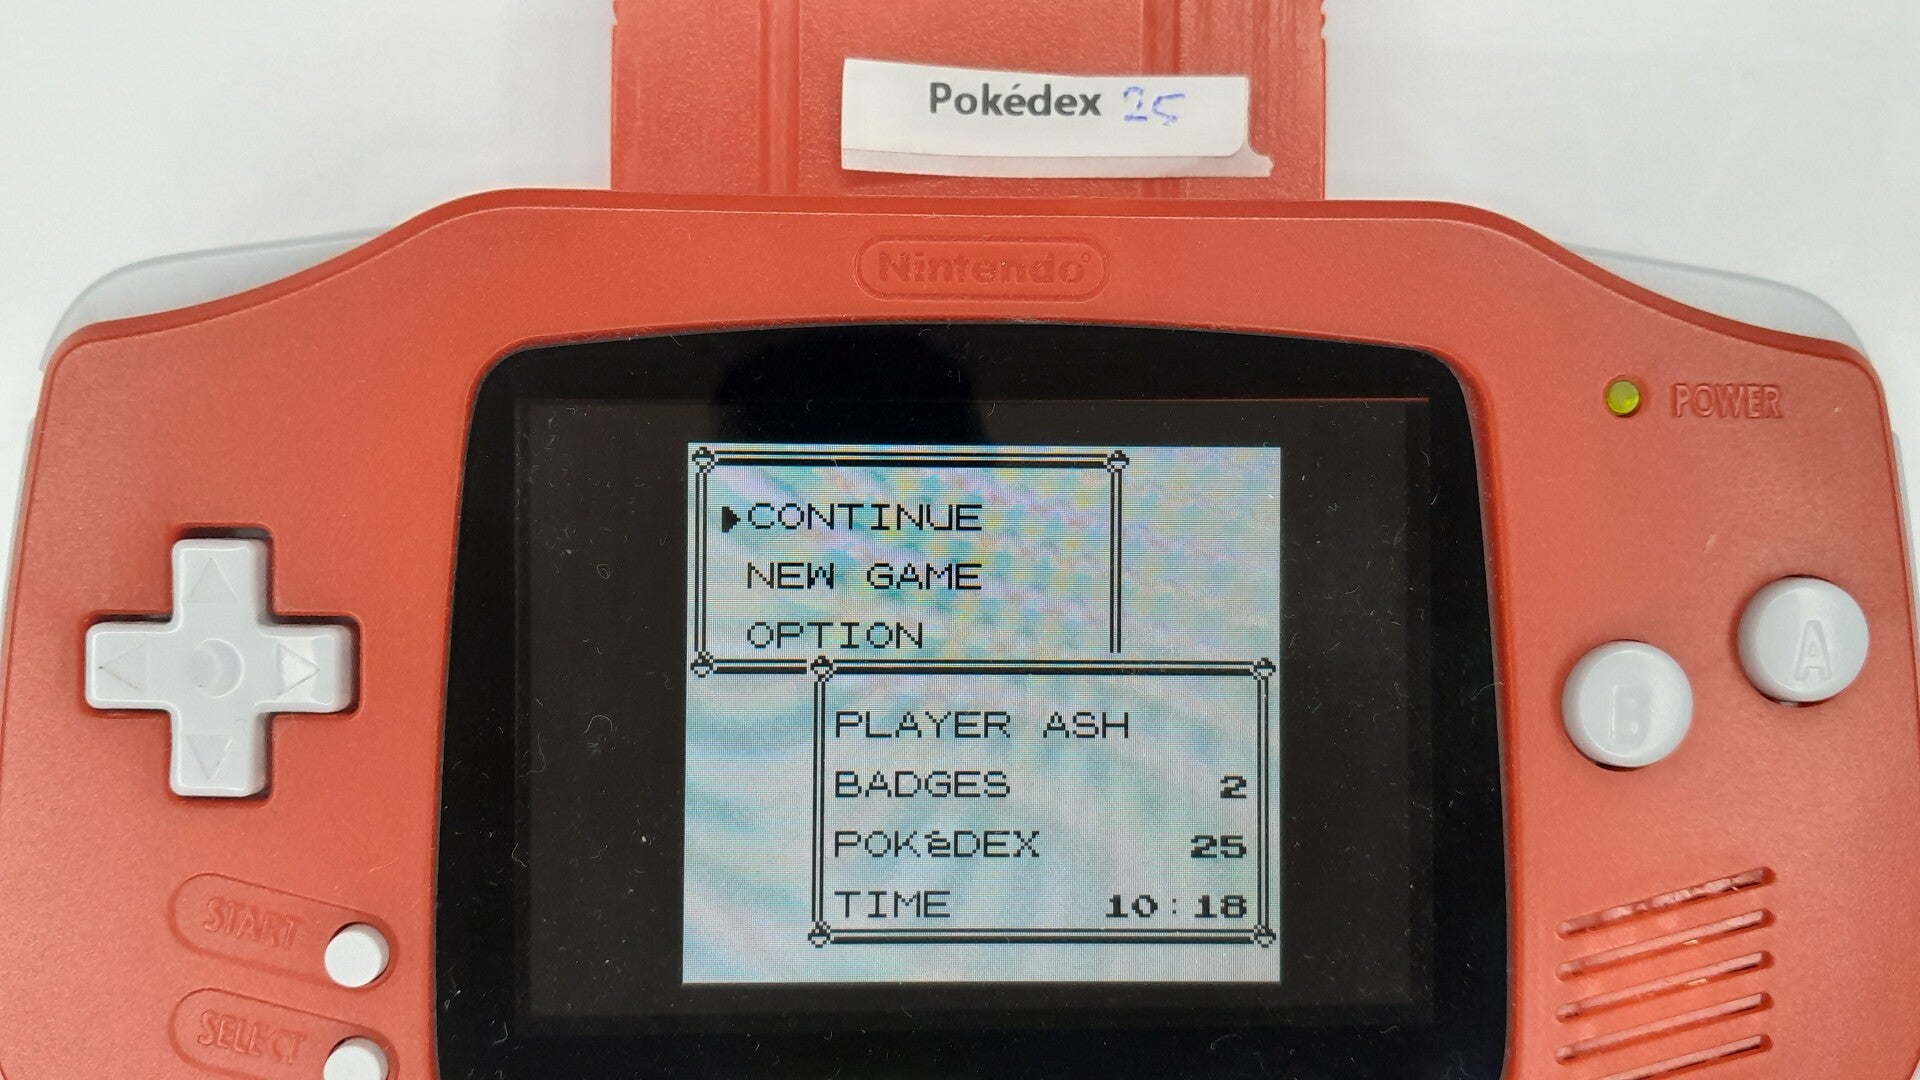 Pokédex 25
Nintendo®
POWER
▶CONTINUE
NEW GAME
OPTION
PLAYER ASH
BADGES 2
POKéDEX 25
TIME 10:18
A
B
START
SELECT